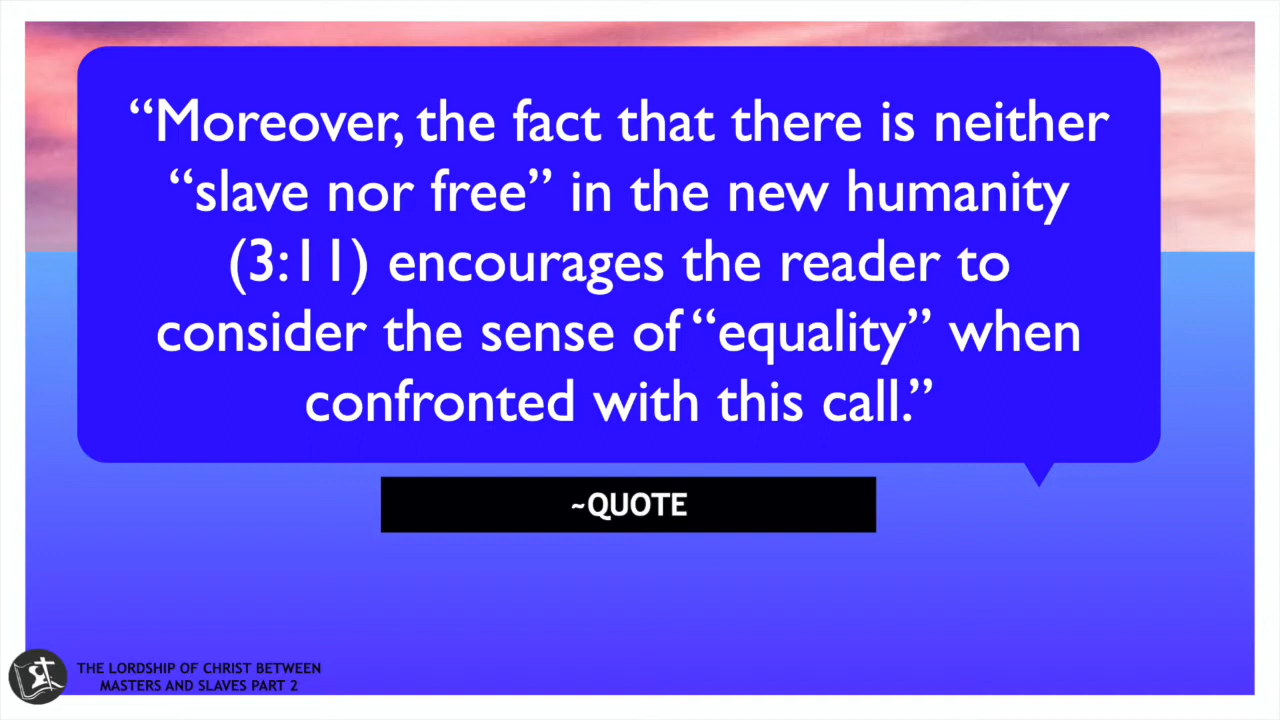 “Moreover, the fact that there is neither
“slave nor free” in the new humanity
(3:11) encourages the reader to
consider the sense of “equality” when
confronted with this call.”
~QUOTE
THE LORDSHIP OF CHRIST BETWEEN
MASTERS AND SLAVES PART 2